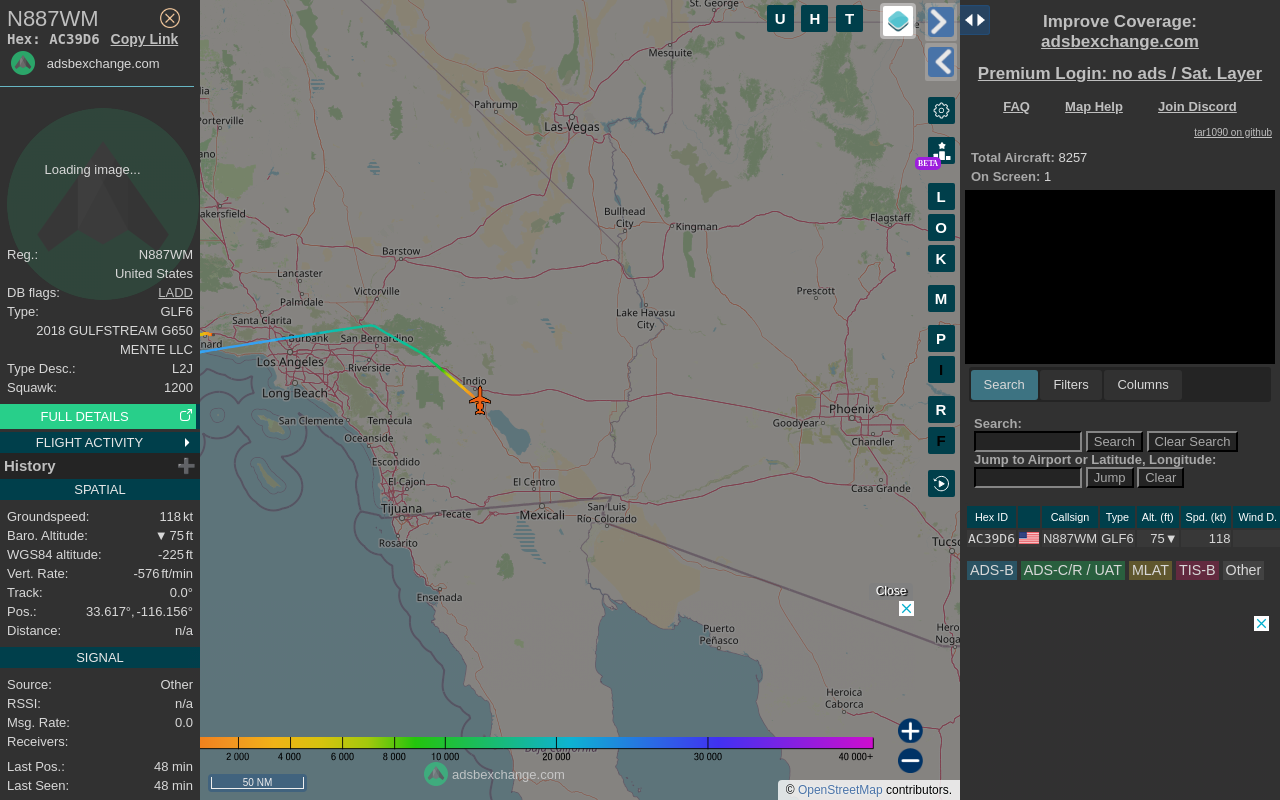 N887WM
Hex: AC39D6 Copy Link
adsbexchange.com
Loading image...
Reg.: N887WM
United States
DB flags: LADD
Type: GLF6
2018 GULFSTREAM G650
MENTE LLC
Type Desc.: L2J
Squawk: 1200
FULL DETAILS
FLIGHT ACTIVITY
History
SPATIAL
Groundspeed: 118 kt
Baro. Altitude: ▼ 75 ft
WGS84 altitude: -225 ft
Vert. Rate: -576 ft/min
Track: 0.0°
Pos.: 33.617°, -116.156°
Distance: n/a
SIGNAL
Source: Other
RSSI: n/a
Msg. Rate: 0.0
Receivers:
Last Pos.: 48 min
Last Seen: 48 min
St. George
Mesquite
Pahrump
Las Vegas
Porterville
Bullhead
City
Kingman
Flagstaff
Barstow
Lancaster
Victorville
Palmdale
Prescott
Santa Clarita
Lake Havasu
City
Burbank
San Bernardino
Los Angeles
Riverside
Indio
Long Beach
San Clemente
Temecula
Phoenix
Goodyear
Chandler
Oceanside
Escondido
El Cajon
El Centro
Casa Grande
Tijuana
Tecate
Mexicali
San Luis
Río Colorado
Rosarito
Ensenada
Puerto
Peñasco
Heroica
Caborca
Baja California
U H T
BETA
L
O
K
M
P
I
R
F
Close
2 000 4 000 6 000 8 000 10 000 20 000 30 000 40 000+
50 NM
adsbexchange.com
© OpenStreetMap contributors.
Improve Coverage:
adsbexchange.com
Premium Login: no ads / Sat. Layer
FAQ Map Help Join Discord
tar1090 on github
Total Aircraft: 8257
On Screen: 1
Search Filters Columns
Search:
Search Clear Search
Jump to Airport or Latitude, Longitude:
Jump Clear
Hex ID Callsign Type Alt. (ft) Spd. (kt) Wind D.
AC39D6 N887WM GLF6 75▼ 118
ADS-B ADS-C/R / UAT MLAT TIS-B Other